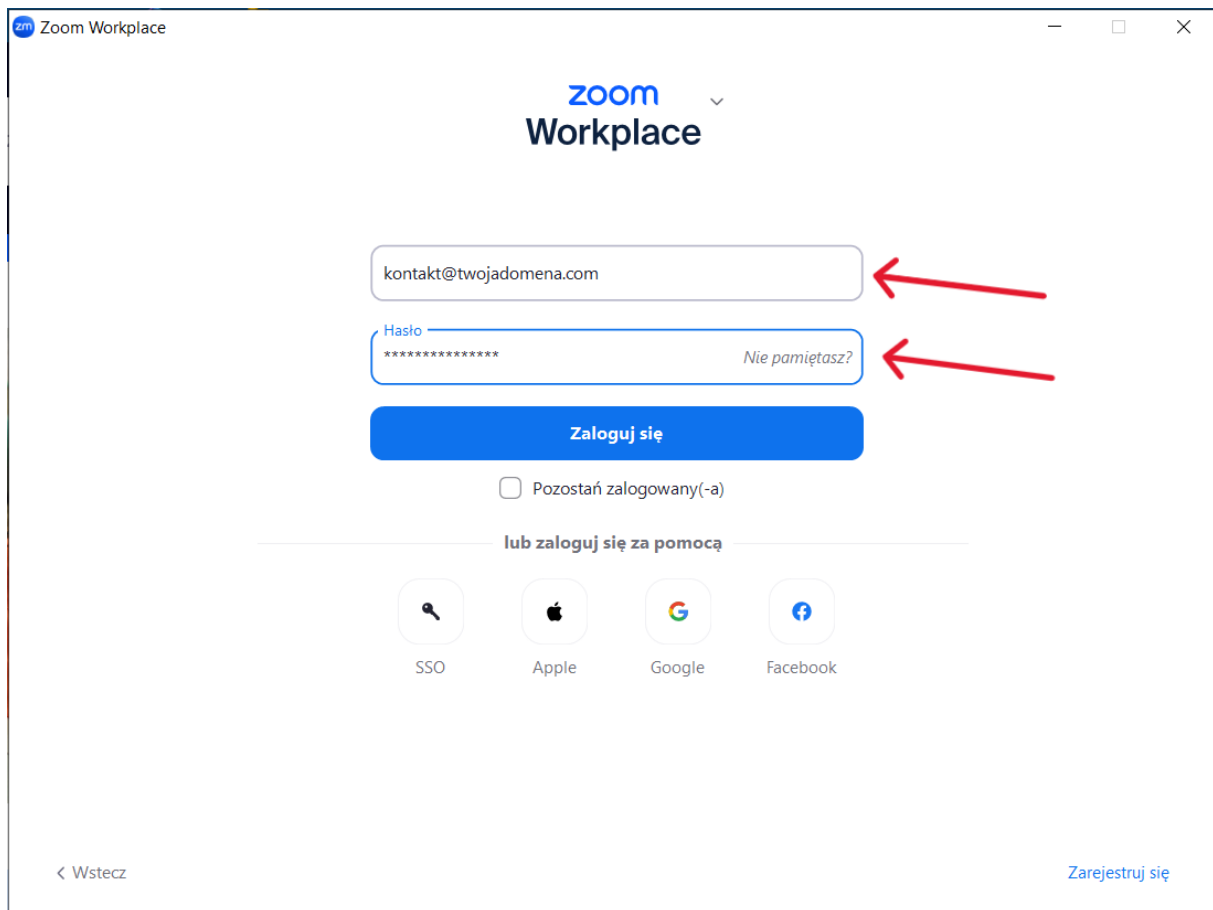 zm Zoom Workplace
zoom
Workplace
kontakt@twojadomena.com
Hasło
*************** Nie pamiętasz?
Zaloguj się
Pozostań zalogowany(-a)
lub zaloguj się za pomocą
SSO Apple Google Facebook
Wstecz Zarejestruj się